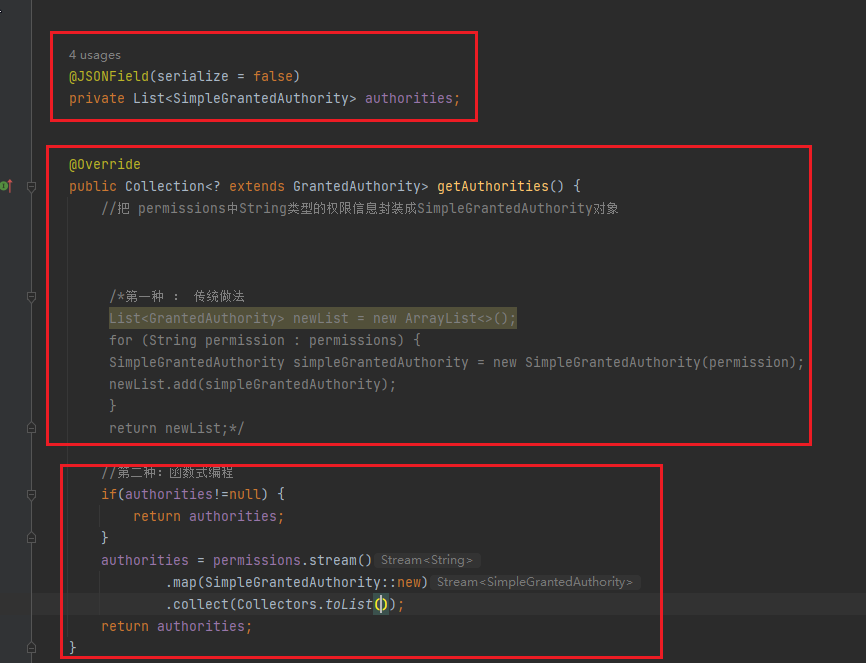 4 usages
@JSONField(serialize = false)
private List<SimpleGrantedAuthority> authorities;
@Override
public Collection<? extends GrantedAuthority> getAuthorities() {
//把 permissions中String类型的权限信息封装成SimpleGrantedAuthority对象
/*第一种 ： 传统做法
List<GrantedAuthority> newList = new ArrayList<>();
for (String permission : permissions) {
SimpleGrantedAuthority simpleGrantedAuthority = new SimpleGrantedAuthority(permission);
newList.add(simpleGrantedAuthority);
}
return newList;*/
//第二种：函数式编程
if(authorities!=null) {
return authorities;
}
authorities = permissions.stream() Stream<String>
.map(SimpleGrantedAuthority::new) Stream<SimpleGrantedAuthority>
.collect(Collectors.toList());
return authorities;
}